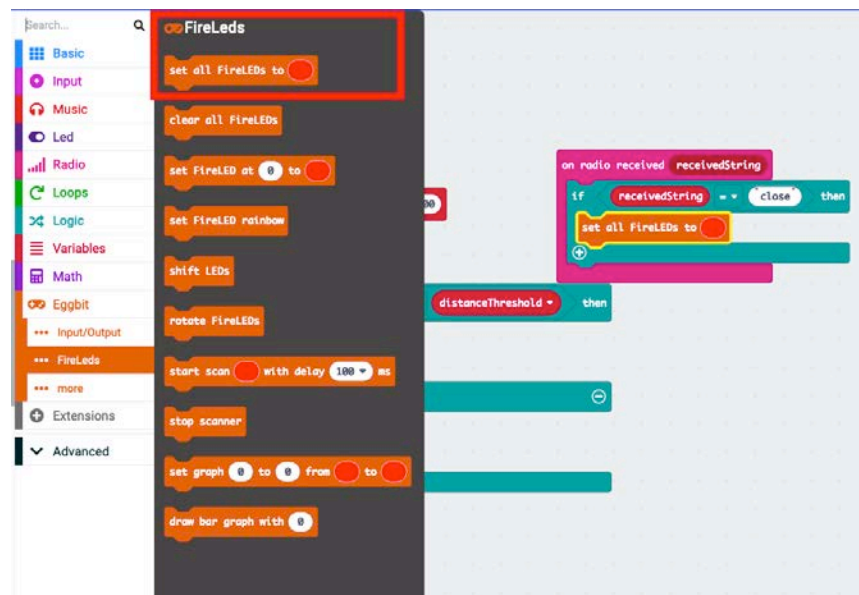 Search...
Basic
Input
Music
Led
Radio
Loops
Logic
Variables
Math
Eggbit
Input/Output
FireLeds
more
Extensions
Advanced
FireLeds
set all FireLEDs to
clear all FireLEDs
set FireLED at 0 to
set FireLED rainbow
shift LEDs
rotate FireLEDs
start scan with delay 100 ms
stop scanner
set graph 0 to 0 from to
draw bar graph with 0
00
distanceThreshold then
on radio received receivedString
if receivedString = "close" then
set all FireLEDs to